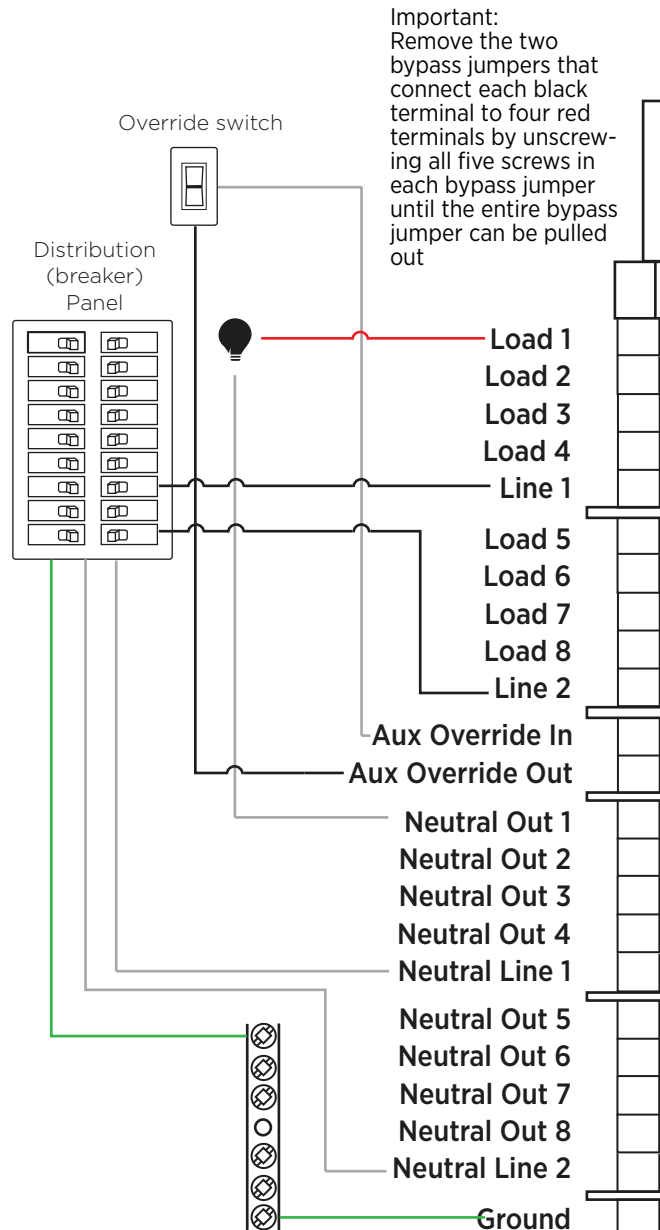 Important:
Remove the two
bypass jumpers that
connect each black
terminal to four red
terminals by unscrew-
ing all five screws in
each bypass jumper
until the entire bypass
jumper can be pulled
out
Override switch
Distribution
(breaker)
Panel
Load 1
Load 2
Load 3
Load 4
Line 1
Load 5
Load 6
Load 7
Load 8
Line 2
Aux Override In
Aux Override Out
Neutral Out 1
Neutral Out 2
Neutral Out 3
Neutral Out 4
Neutral Line 1
Neutral Out 5
Neutral Out 6
Neutral Out 7
Neutral Out 8
Neutral Line 2
Ground